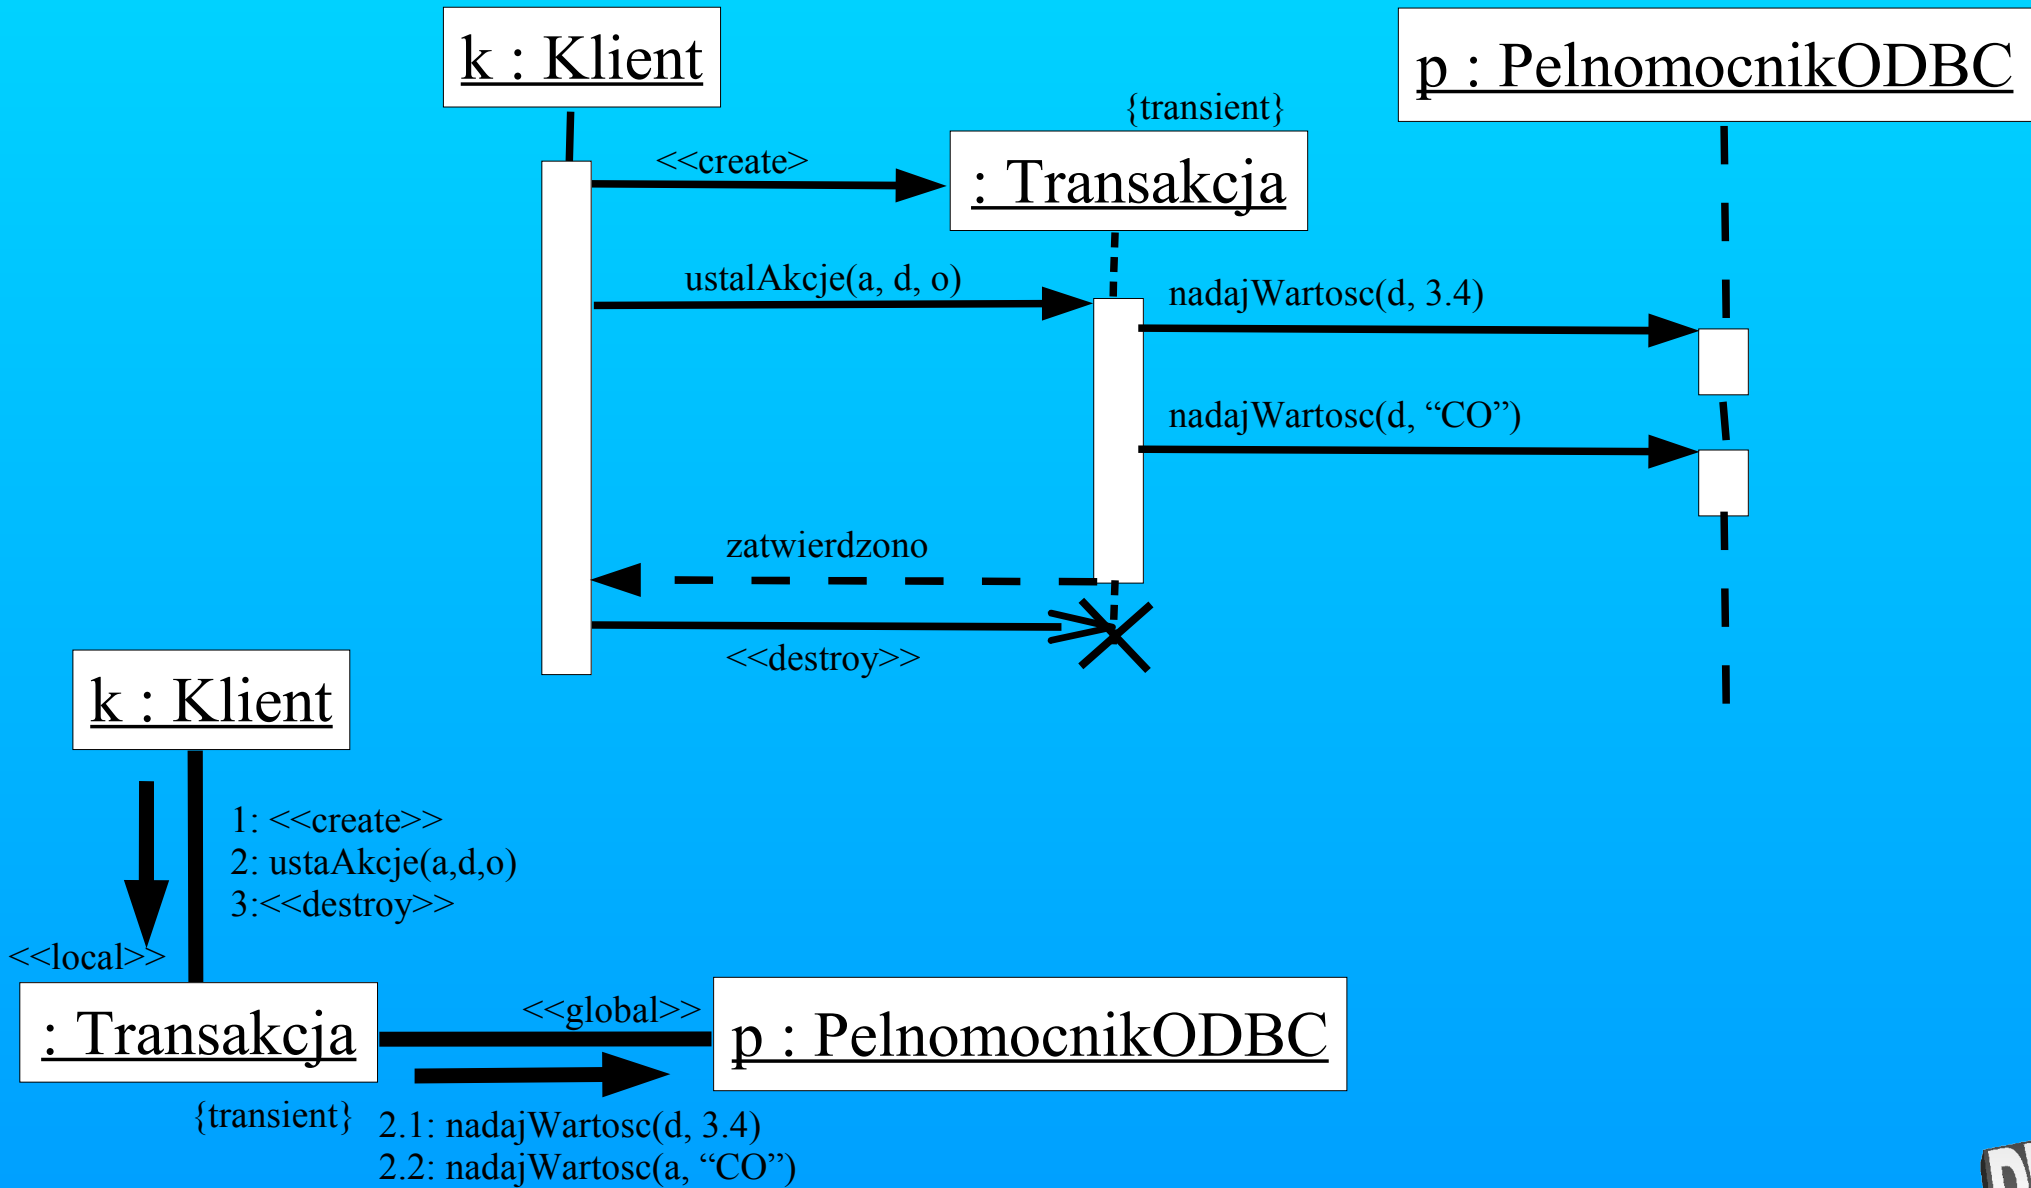 k : Klient
p : PelnomocnikODBC
{transient}
<<create>
: Transakcja
ustalAkcje(a, d, o)
nadajWartosc(d, 3.4)
nadajWartosc(d, “CO”)
zatwierdzono
<<destroy>>
k : Klient
1: <<create>>
2: ustaAkcje(a,d,o)
3:<<destroy>>
<<local>>
: Transakcja
<<global>>
p : PelnomocnikODBC
{transient}
2.1: nadajWartosc(d, 3.4)
2.2: nadajWartosc(a, “CO”)